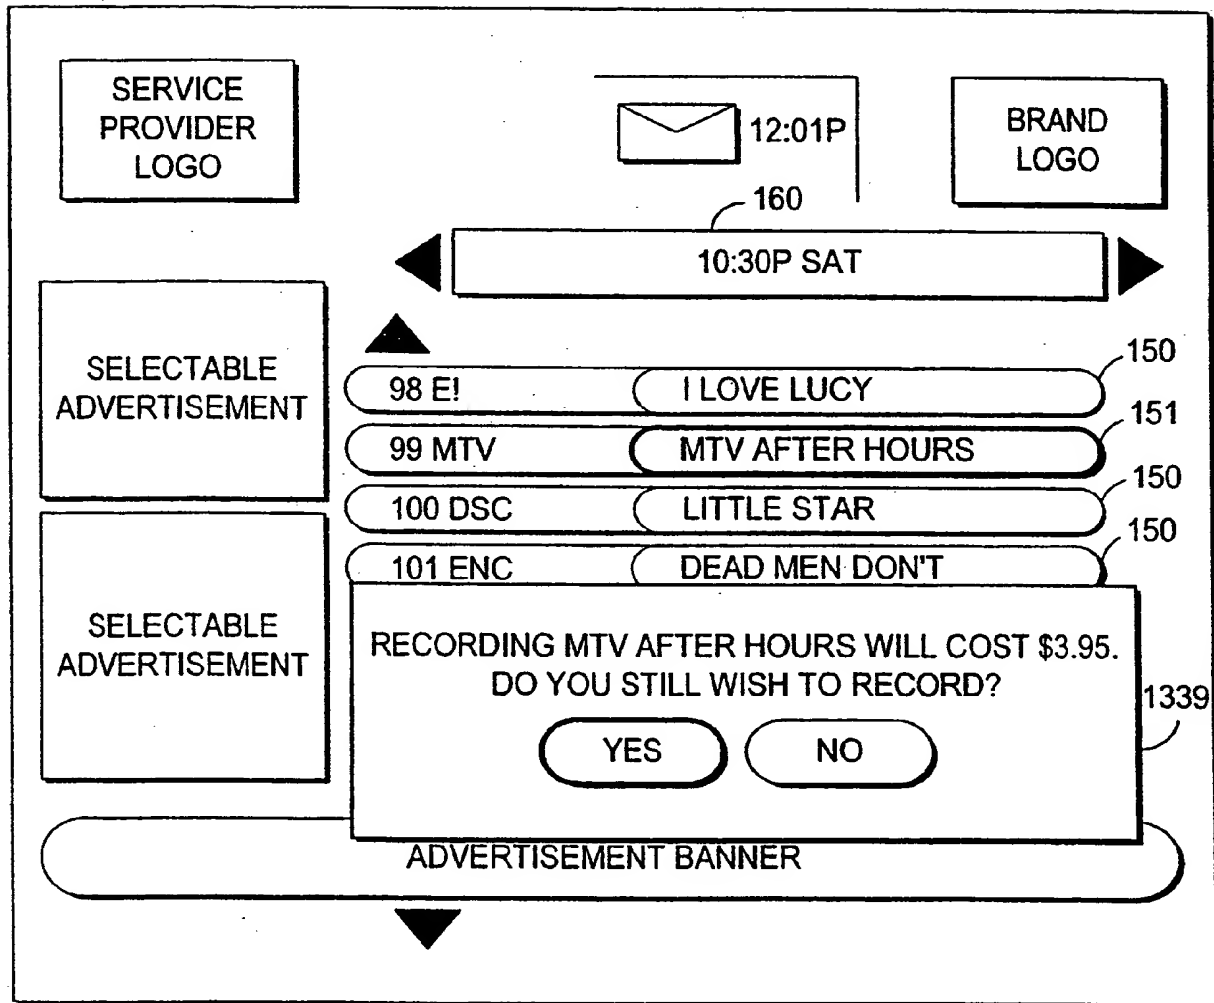 SERVICE
PROVIDER
LOGO
12:01P
BRAND
LOGO
160
10:30P SAT
SELECTABLE
ADVERTISEMENT
98 E! I LOVE LUCY 150
99 MTV MTV AFTER HOURS 151
100 DSC LITTLE STAR 150
101 ENC DEAD MEN DON'T 150
SELECTABLE
ADVERTISEMENT
RECORDING MTV AFTER HOURS WILL COST $3.95.
DO YOU STILL WISH TO RECORD?
YES NO
1339
ADVERTISEMENT BANNER